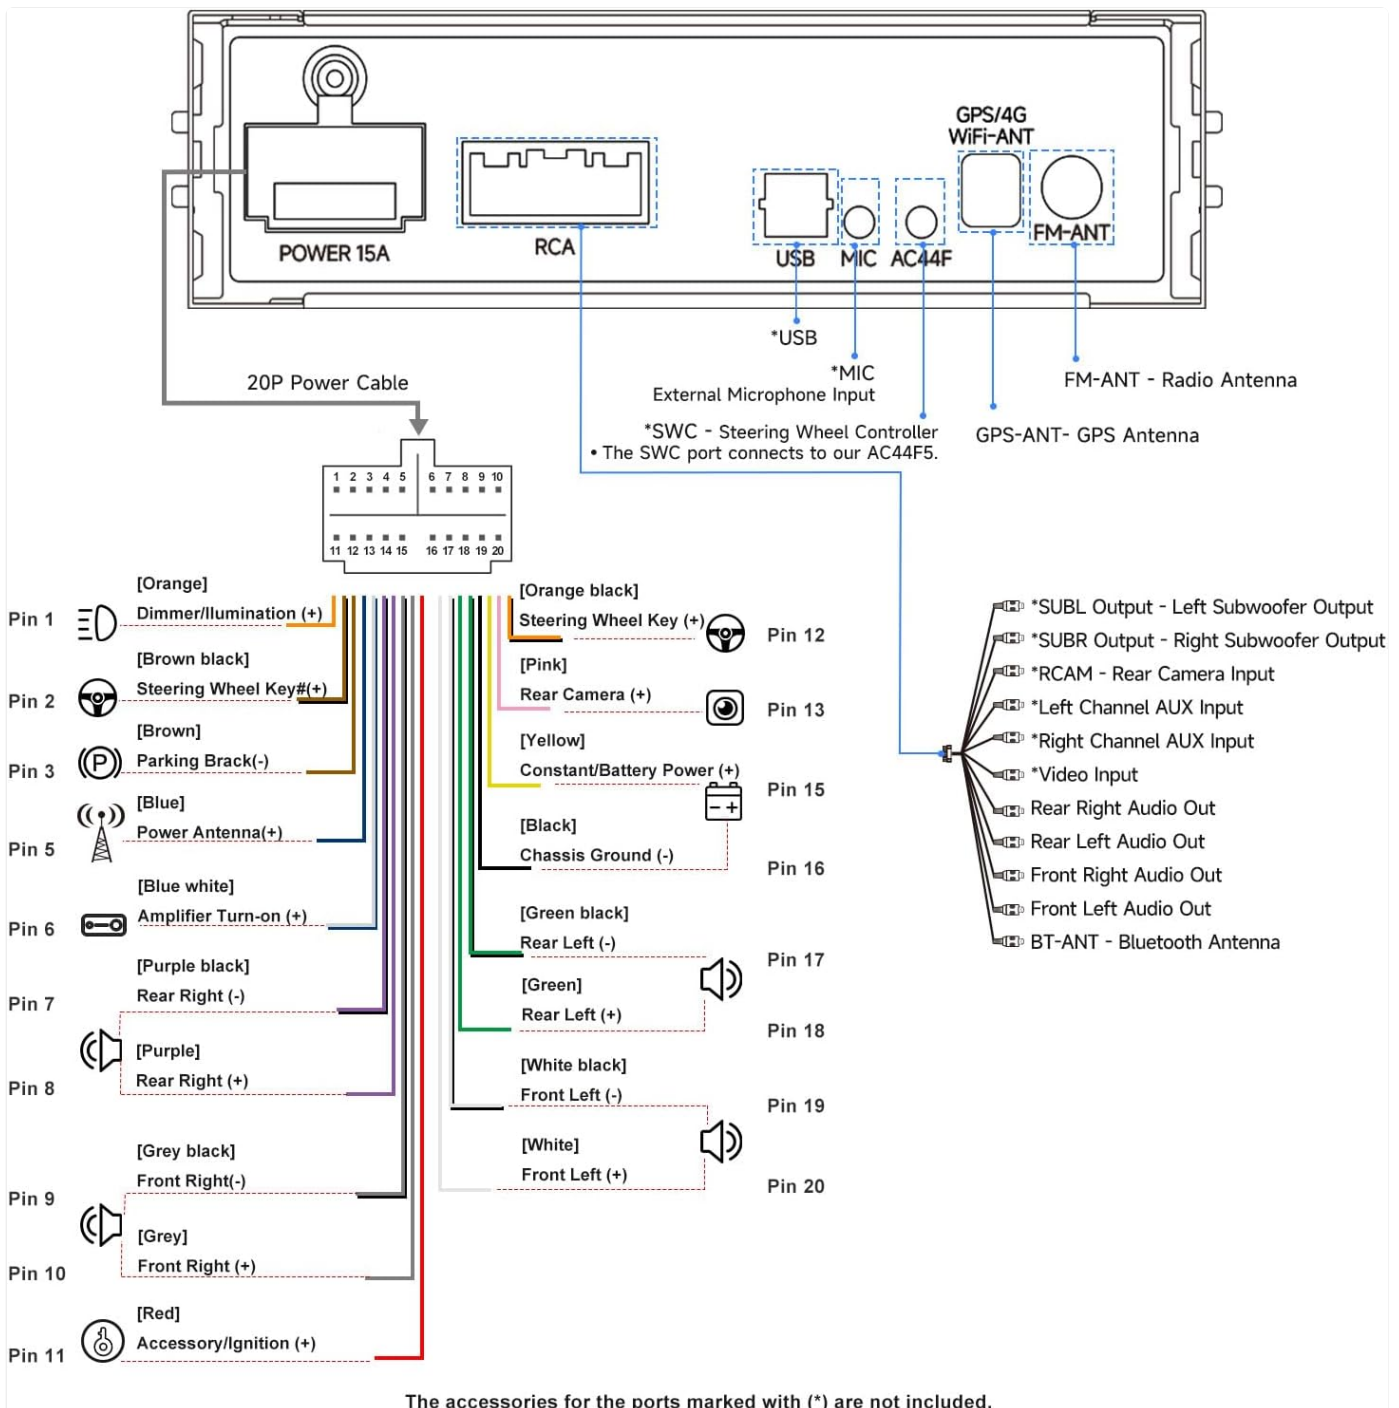 GPS/4G
WiFi-ANT
POWER 15A
RCA
USB
MIC
AC44F
FM-ANT
*USB
*MIC
External Microphone Input
*SWC - Steering Wheel Controller
• The SWC port connects to our AC44F5.
GPS-ANT- GPS Antenna
FM-ANT - Radio Antenna
20P Power Cable
1 2 3 4 5 6 7 8 9 10
11 12 13 14 15 16 17 18 19 20
[Orange]
Pin 1
Dimmer/Ilumination (+)
[Brown black]
Pin 2
Steering Wheel Key#(+)
[Brown]
Pin 3
Parking Brack(-)
[Blue]
Pin 5
Power Antenna(+)
[Blue white]
Pin 6
Amplifier Turn-on (+)
[Purple black]
Pin 7
Rear Right (-)
[Purple]
Pin 8
Rear Right (+)
[Grey black]
Pin 9
Front Right(-)
[Grey]
Pin 10
Front Right (+)
[Red]
Pin 11
Accessory/Ignition (+)
[Orange black]
Steering Wheel Key (+)
Pin 12
[Pink]
Rear Camera (+)
Pin 13
[Yellow]
Constant/Battery Power (+)
Pin 15
[Black]
Chassis Ground (-)
Pin 16
[Green black]
Rear Left (-)
Pin 17
[Green]
Rear Left (+)
Pin 18
[White black]
Front Left (-)
Pin 19
[White]
Front Left (+)
Pin 20
*SUBL Output - Left Subwoofer Output
*SUBR Output - Right Subwoofer Output
*RCAM - Rear Camera Input
*Left Channel AUX Input
*Right Channel AUX Input
*Video Input
Rear Right Audio Out
Rear Left Audio Out
Front Right Audio Out
Front Left Audio Out
BT-ANT - Bluetooth Antenna
The accessories for the ports marked with (*) are not included.